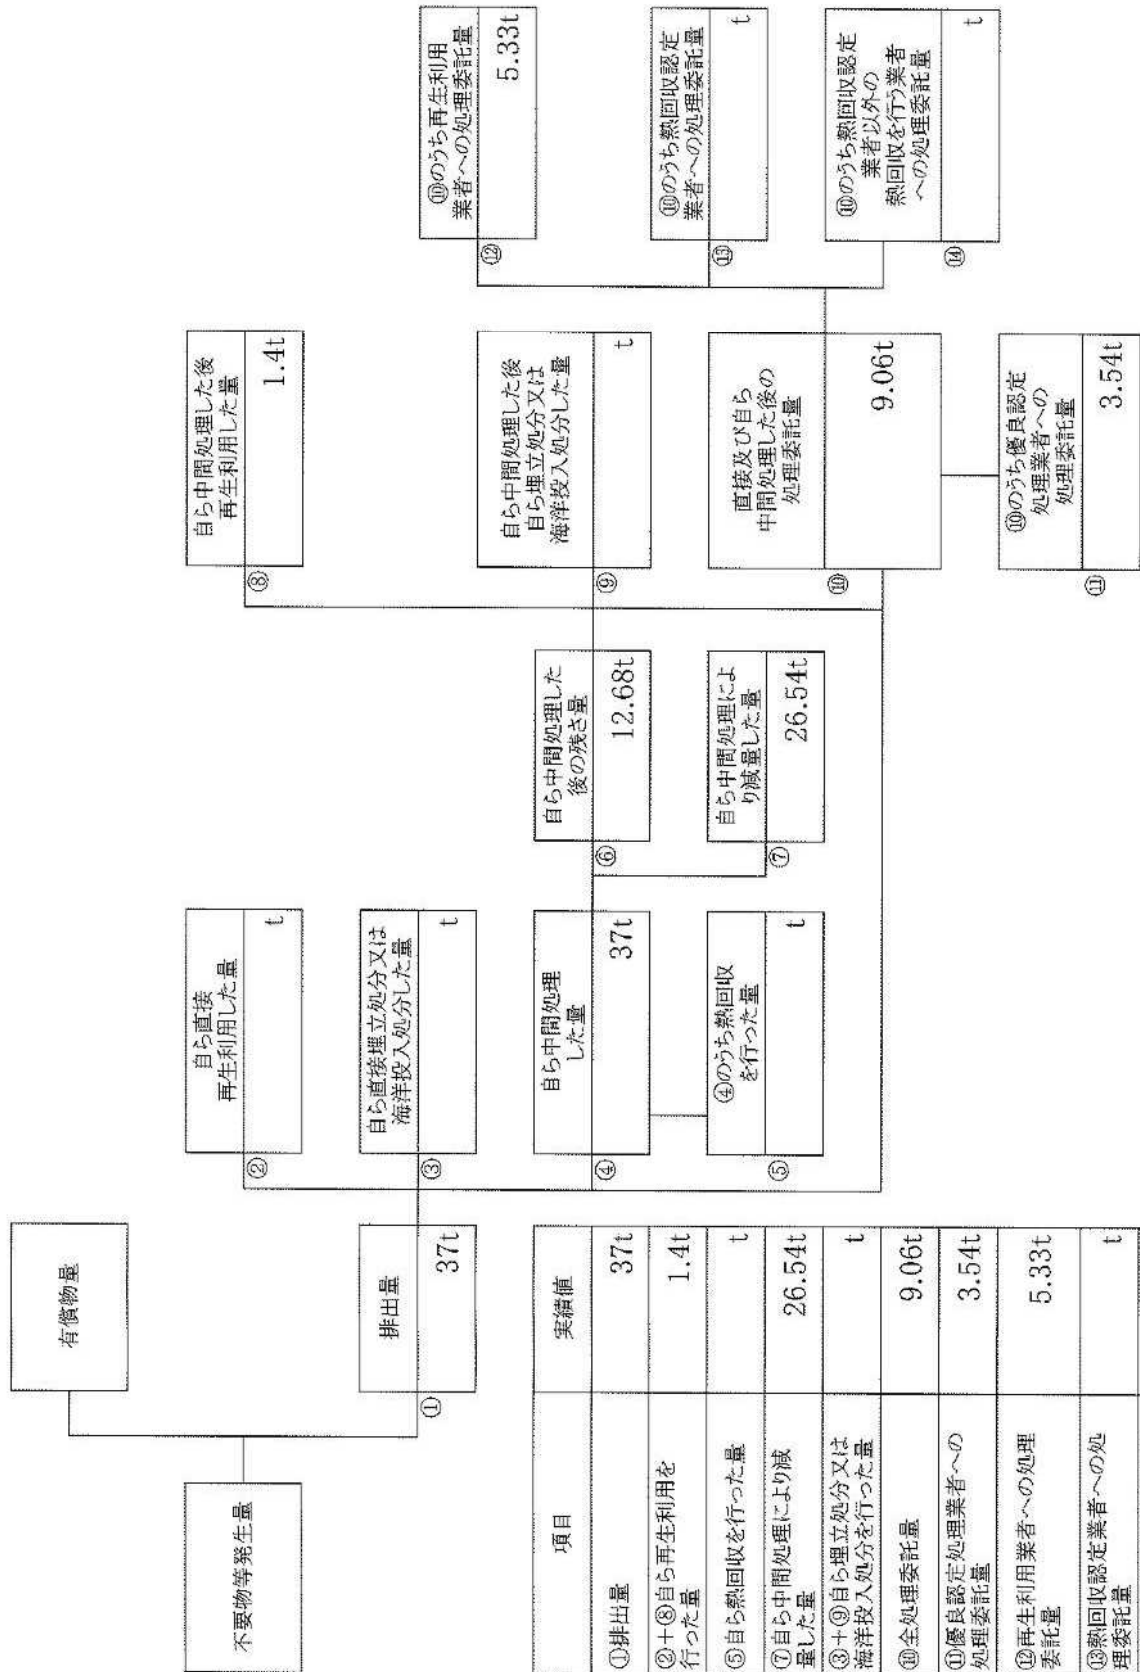 不要物等発生量
有償物量
①
排出量
37t
②
自ら直接
再生利用した量
t
③
自ら直接埋立処分又は
海洋投入処分した量
t
④
自ら中間処理
した量
37t
⑤
④のうち熱回収
を行った量
t
⑥
自ら中間処理した
後の残さ量
12.68t
⑦
自ら中間処理によ
り減量した量
26.54t
⑧
自ら中間処理した後
再生利用した量
1.4t
⑨
自ら中間処理した後
自ら埋立処分又は
海洋投入処分した量
t
⑩
直接及び自ら
中間処理した後の
処理委託量
9.06t
⑪
⑩のうち優良認定
処理業者への
処理委託量
3.54t
⑫
⑩のうち再生利用
業者への処理委託量
5.33t
⑬
⑩のうち熱回収認定
業者への処理委託量
t
⑭
⑩のうち熱回収認定
業者以外の
熱回収を行う業者
への処理委託量
t
項目 実績値
①排出量 37t
②+⑧自ら再生利用を
行った量 1.4t
⑤自ら熱回収を行った量 t
⑦自ら中間処理により減
量した量 26.54t
③+⑨自ら埋立処分又は
海洋投入処分を行った量 t
⑩全処理委託量 9.06t
⑪優良認定処理業者への
処理委託量 3.54t
⑫再生利用業者への処理
委託量 5.33t
⑬熱回収認定業者への処
理委託量 t